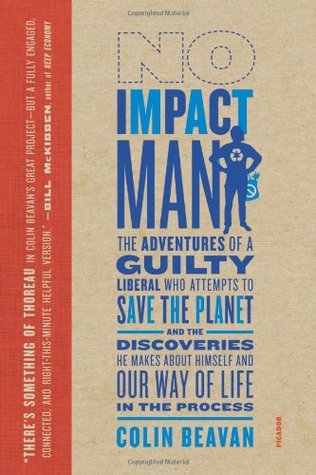 NO
IMPACT
MAN
THE ADVENTURES OF A
GUILTY
LIBERAL WHO ATTEMPTS TO
SAVE THE PLANET
AND THE
DISCOVERIES
HE MAKES ABOUT HIMSELF AND
OUR WAY OF LIFE
IN THE PROCESS
COLIN BEAVAN
PICADOR
"THERE'S SOMETHING OF THOREAU IN COLIN BEAVAN'S GREAT PROJECT—BUT A FULLY ENGAGED,
CONNECTED, AND RIGHT-THIS-MINUTE HELPFUL VERSION." —BILL McKIBBEN, author of DEEP ECONOMY